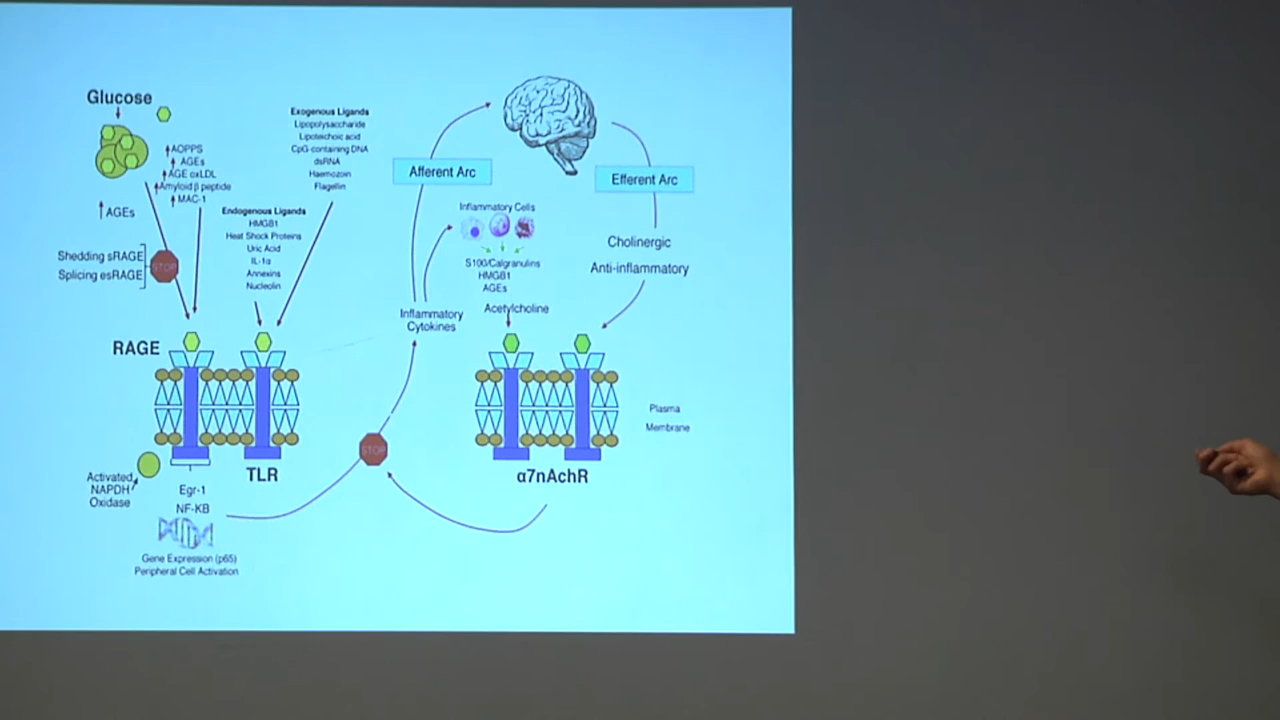 Glucose
AOPPS
AGEs
AGE oxLDL
Amyloid β peptide
MAC-1
AGEs
Shedding sRAGE
Splicing esRAGE
STOP
Exogenous Ligands
Lipopolysaccharide
Lipoteichoic acid
CpG-containing DNA
dsRNA
Haemozoin
Flagellin
Endogenous Ligands
HMGB1
Heat Shock Proteins
Uric Acid
IL-1α
Annexins
Nucleolin
RAGE
TLR
Activated
NAPDH
Oxidase
Egr-1
NF-KB
Gene Expression (p65)
Peripheral Cell Activation
STOP
Inflammatory
Cytokines
Afferent Arc
Inflammatory Cells
S100/Calgranulins
HMGB1
AGEs
Acetylcholine
Efferent Arc
Cholinergic
Anti-inflammatory
α7nAchR
Plasma
Membrane